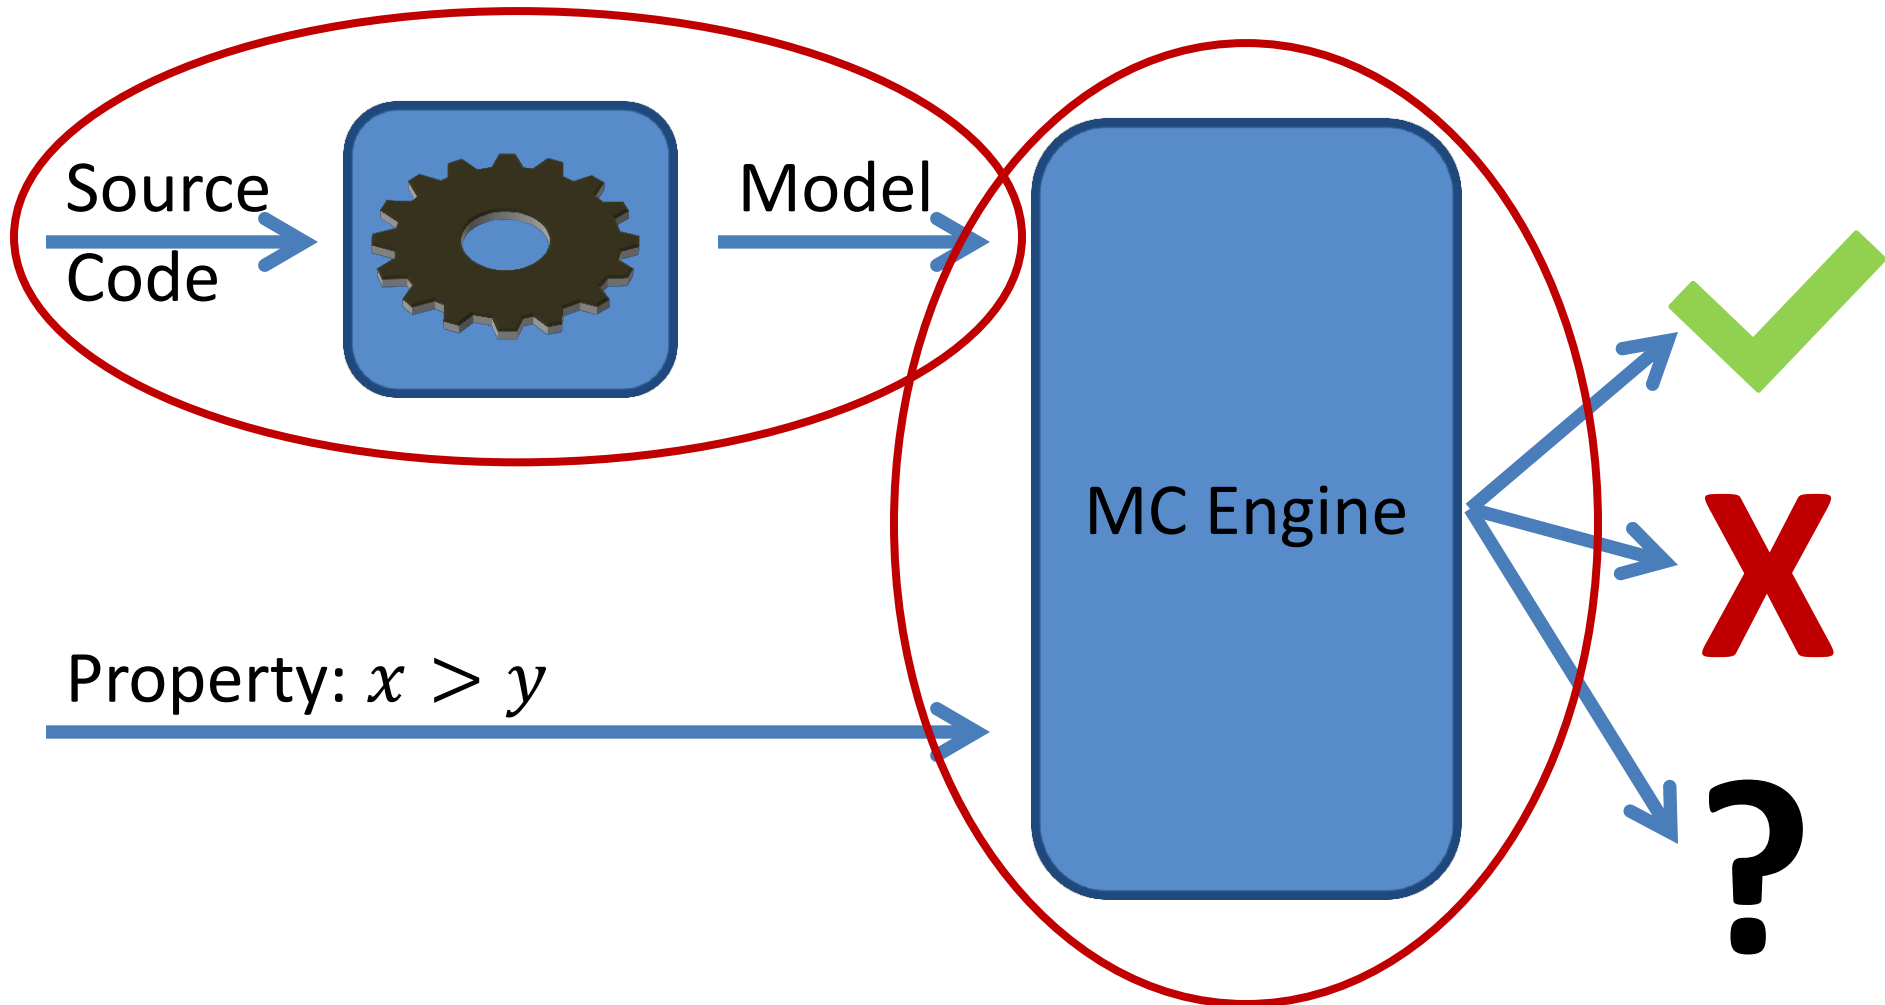 Source
Code
Model
MC Engine
Property: x > y
X
?